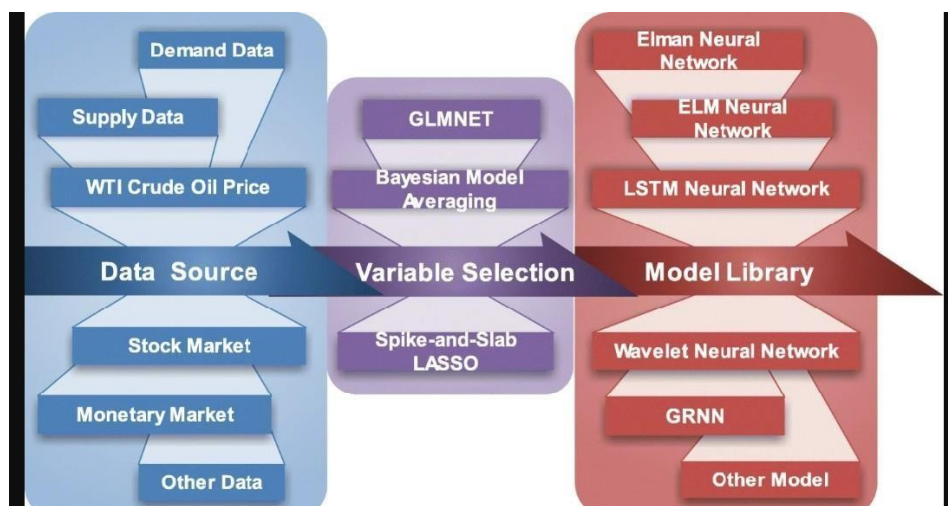 Demand Data
Supply Data
WTI Crude Oil Price
Data Source
Stock Market
Monetary Market
Other Data
GLMNET
Bayesian Model
Averaging
Variable Selection
Spike-and-Slab
LASSO
Elman Neural
Network
ELM Neural
Network
LSTM Neural Network
Model Library
Wavelet Neural Network
GRNN
Other Model